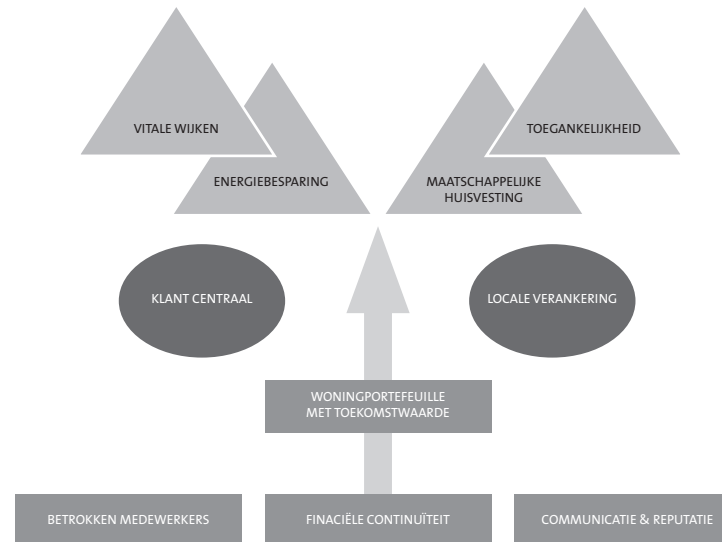 VITALE WIJKEN
TOEGANKELIJKHEID
ENERGIEBESPARING
MAATSCHAPPELIJKE
HUISVESTING
KLANT CENTRAAL
LOCALE VERANKERING
WONINGPORTEFEUILLE
MET TOEKOMSTWAARDE
BETROKKEN MEDEWERKERS
FINACIËLE CONTINUÏTEIT
COMMUNICATIE & REPUTATIE